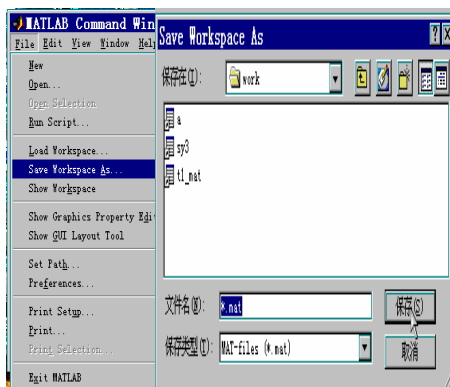 MATLAB Command Win
File Edit View Window Hel
New
Open...
Open Selection
Run Script...
Load Workspace...
Save Workspace As...
Show Workspace
Show Graphics Property Edi
Show GUI Layout Tool
Set Path...
Preferences...
Print Setup...
Print...
Print Selection...
Exit MATLAB
Save Workspace As
保存在(I): work
a
sy3
t1_mat
文件名(N): *.mat 保存(S)
保存类型(T): MAT-files (*.mat) 取消